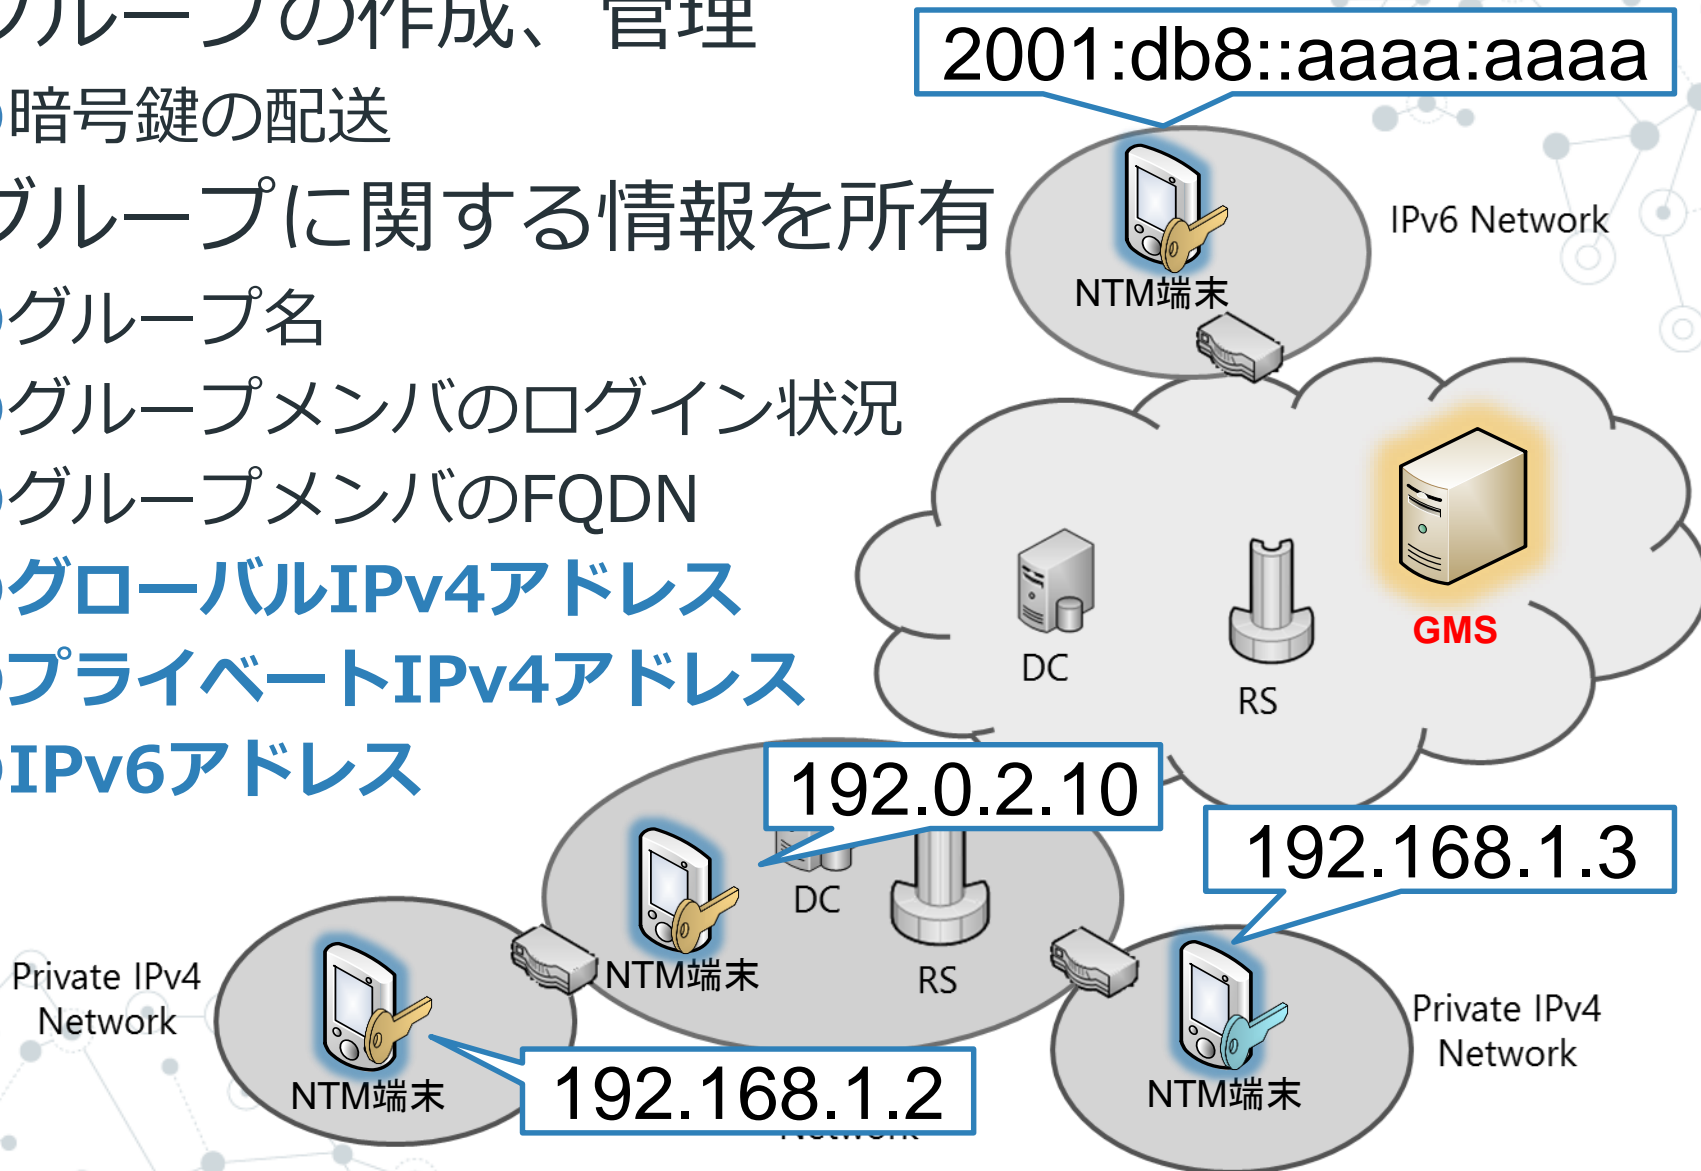 グループの作成、管理
暗号鍵の配送
グループに関する情報を所有
グループ名
グループメンバのログイン状況
グループメンバのFQDN
グローバルIPv4アドレス
プライベートIPv4アドレス
IPv6アドレス
2001:db8::aaaa:aaaa
NTM端末
IPv6 Network
DC
RS
GMS
192.0.2.10
192.168.1.3
DC
RS
NTM端末
Private IPv4
Network
NTM端末
192.168.1.2
Network
NTM端末
Private IPv4
Network